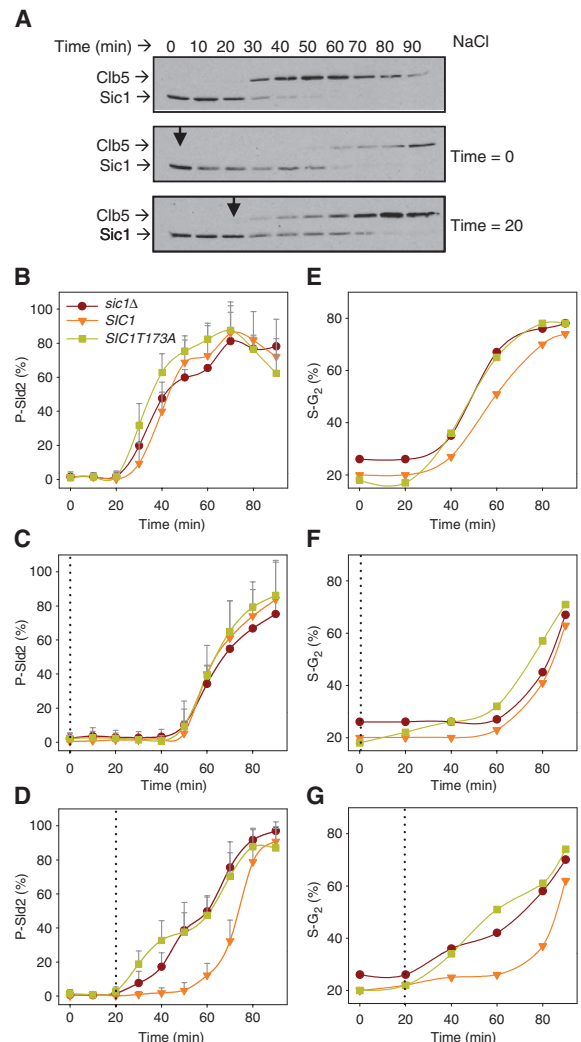 A
Time (min) → 0 10 20 30 40 50 60 70 80 90 NaCl
Clb5 →
Sic1 →
Clb5 →
Sic1 →
Time = 0
Clb5 →
Sic1 →
Time = 20
B
sic1Δ
SIC1
SIC1T173A
P-Sld2 (%)
100
80
60
40
20
0
0 20 40 60 80
Time (min)
E
S-G2 (%)
80
60
40
20
0 20 40 60 80
Time (min)
C
P-Sld2 (%)
100
80
60
40
20
0
0 20 40 60 80
Time (min)
F
S-G2 (%)
80
60
40
20
0 20 40 60 80
Time (min)
D
P-Sld2 (%)
100
80
60
40
20
0
0 20 40 60 80
Time (min)
G
S-G2 (%)
80
60
40
20
0 20 40 60 80
Time (min)